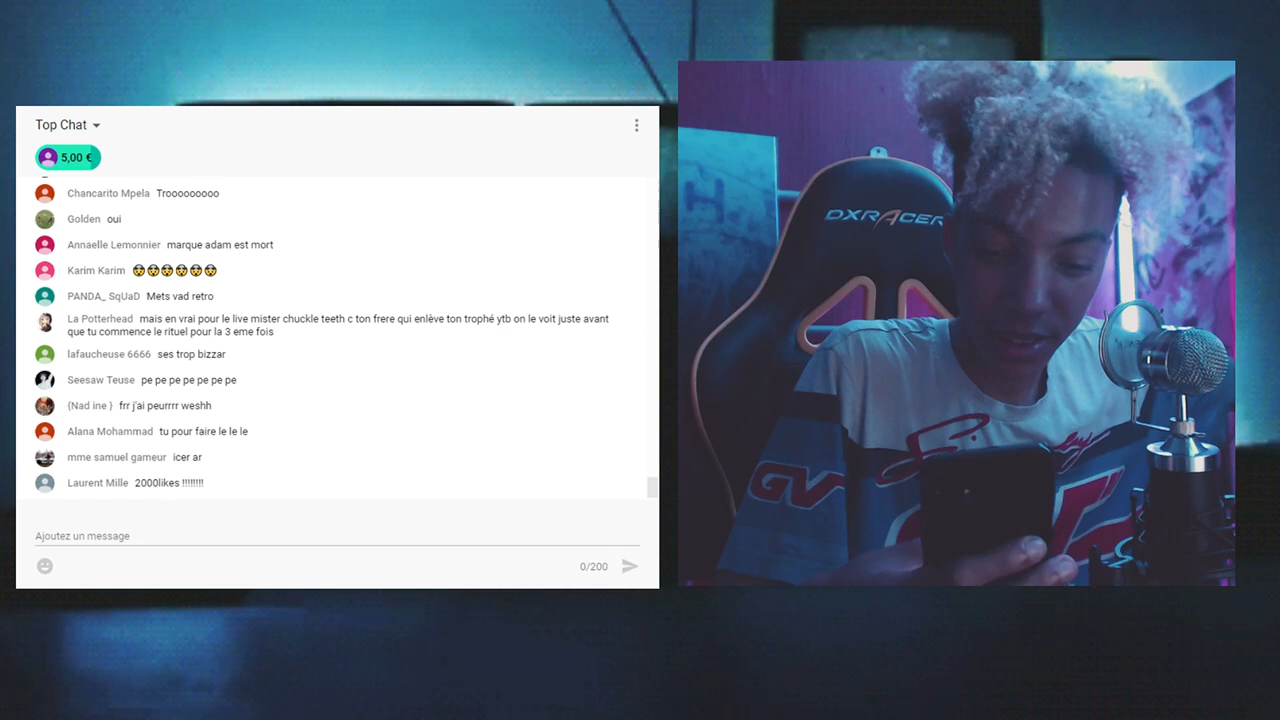 Top Chat
5,00 €
Chancarito Mpela Trooooooooo
Golden oui
Annaelle Lemonnier marque adam est mort
Karim Karim 🤯🤯🤯🤯🤯🤯
PANDA_ SqUaD Mets vad retro
La Potterhead mais en vrai pour le live mister chuckle teeth c ton frere qui enlève ton trophé ytb on le voit juste avant
que tu commence le rituel pour la 3 eme fois
lafaucheuse 6666 ses trop bizzar
Seesaw Teuse pe pe pe pe pe pe pe
(Nad ine ) frr j'ai peurrrr weshh
Alana Mohammad tu pour faire le le le
mme samuel gameur icer ar
Laurent Mille 2000likes !!!!!!!!
Ajoutez un message
0/200
DXRACER
GV